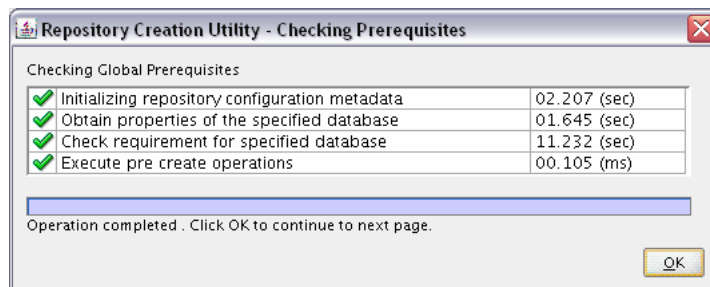 Repository Creation Utility - Checking Prerequisites
Checking Global Prerequisites
Initializing repository configuration metadata 02.207 (sec)
Obtain properties of the specified database 01.645 (sec)
Check requirement for specified database 11.232 (sec)
Execute pre create operations 00.105 (ms)
Operation completed . Click OK to continue to next page.
OK